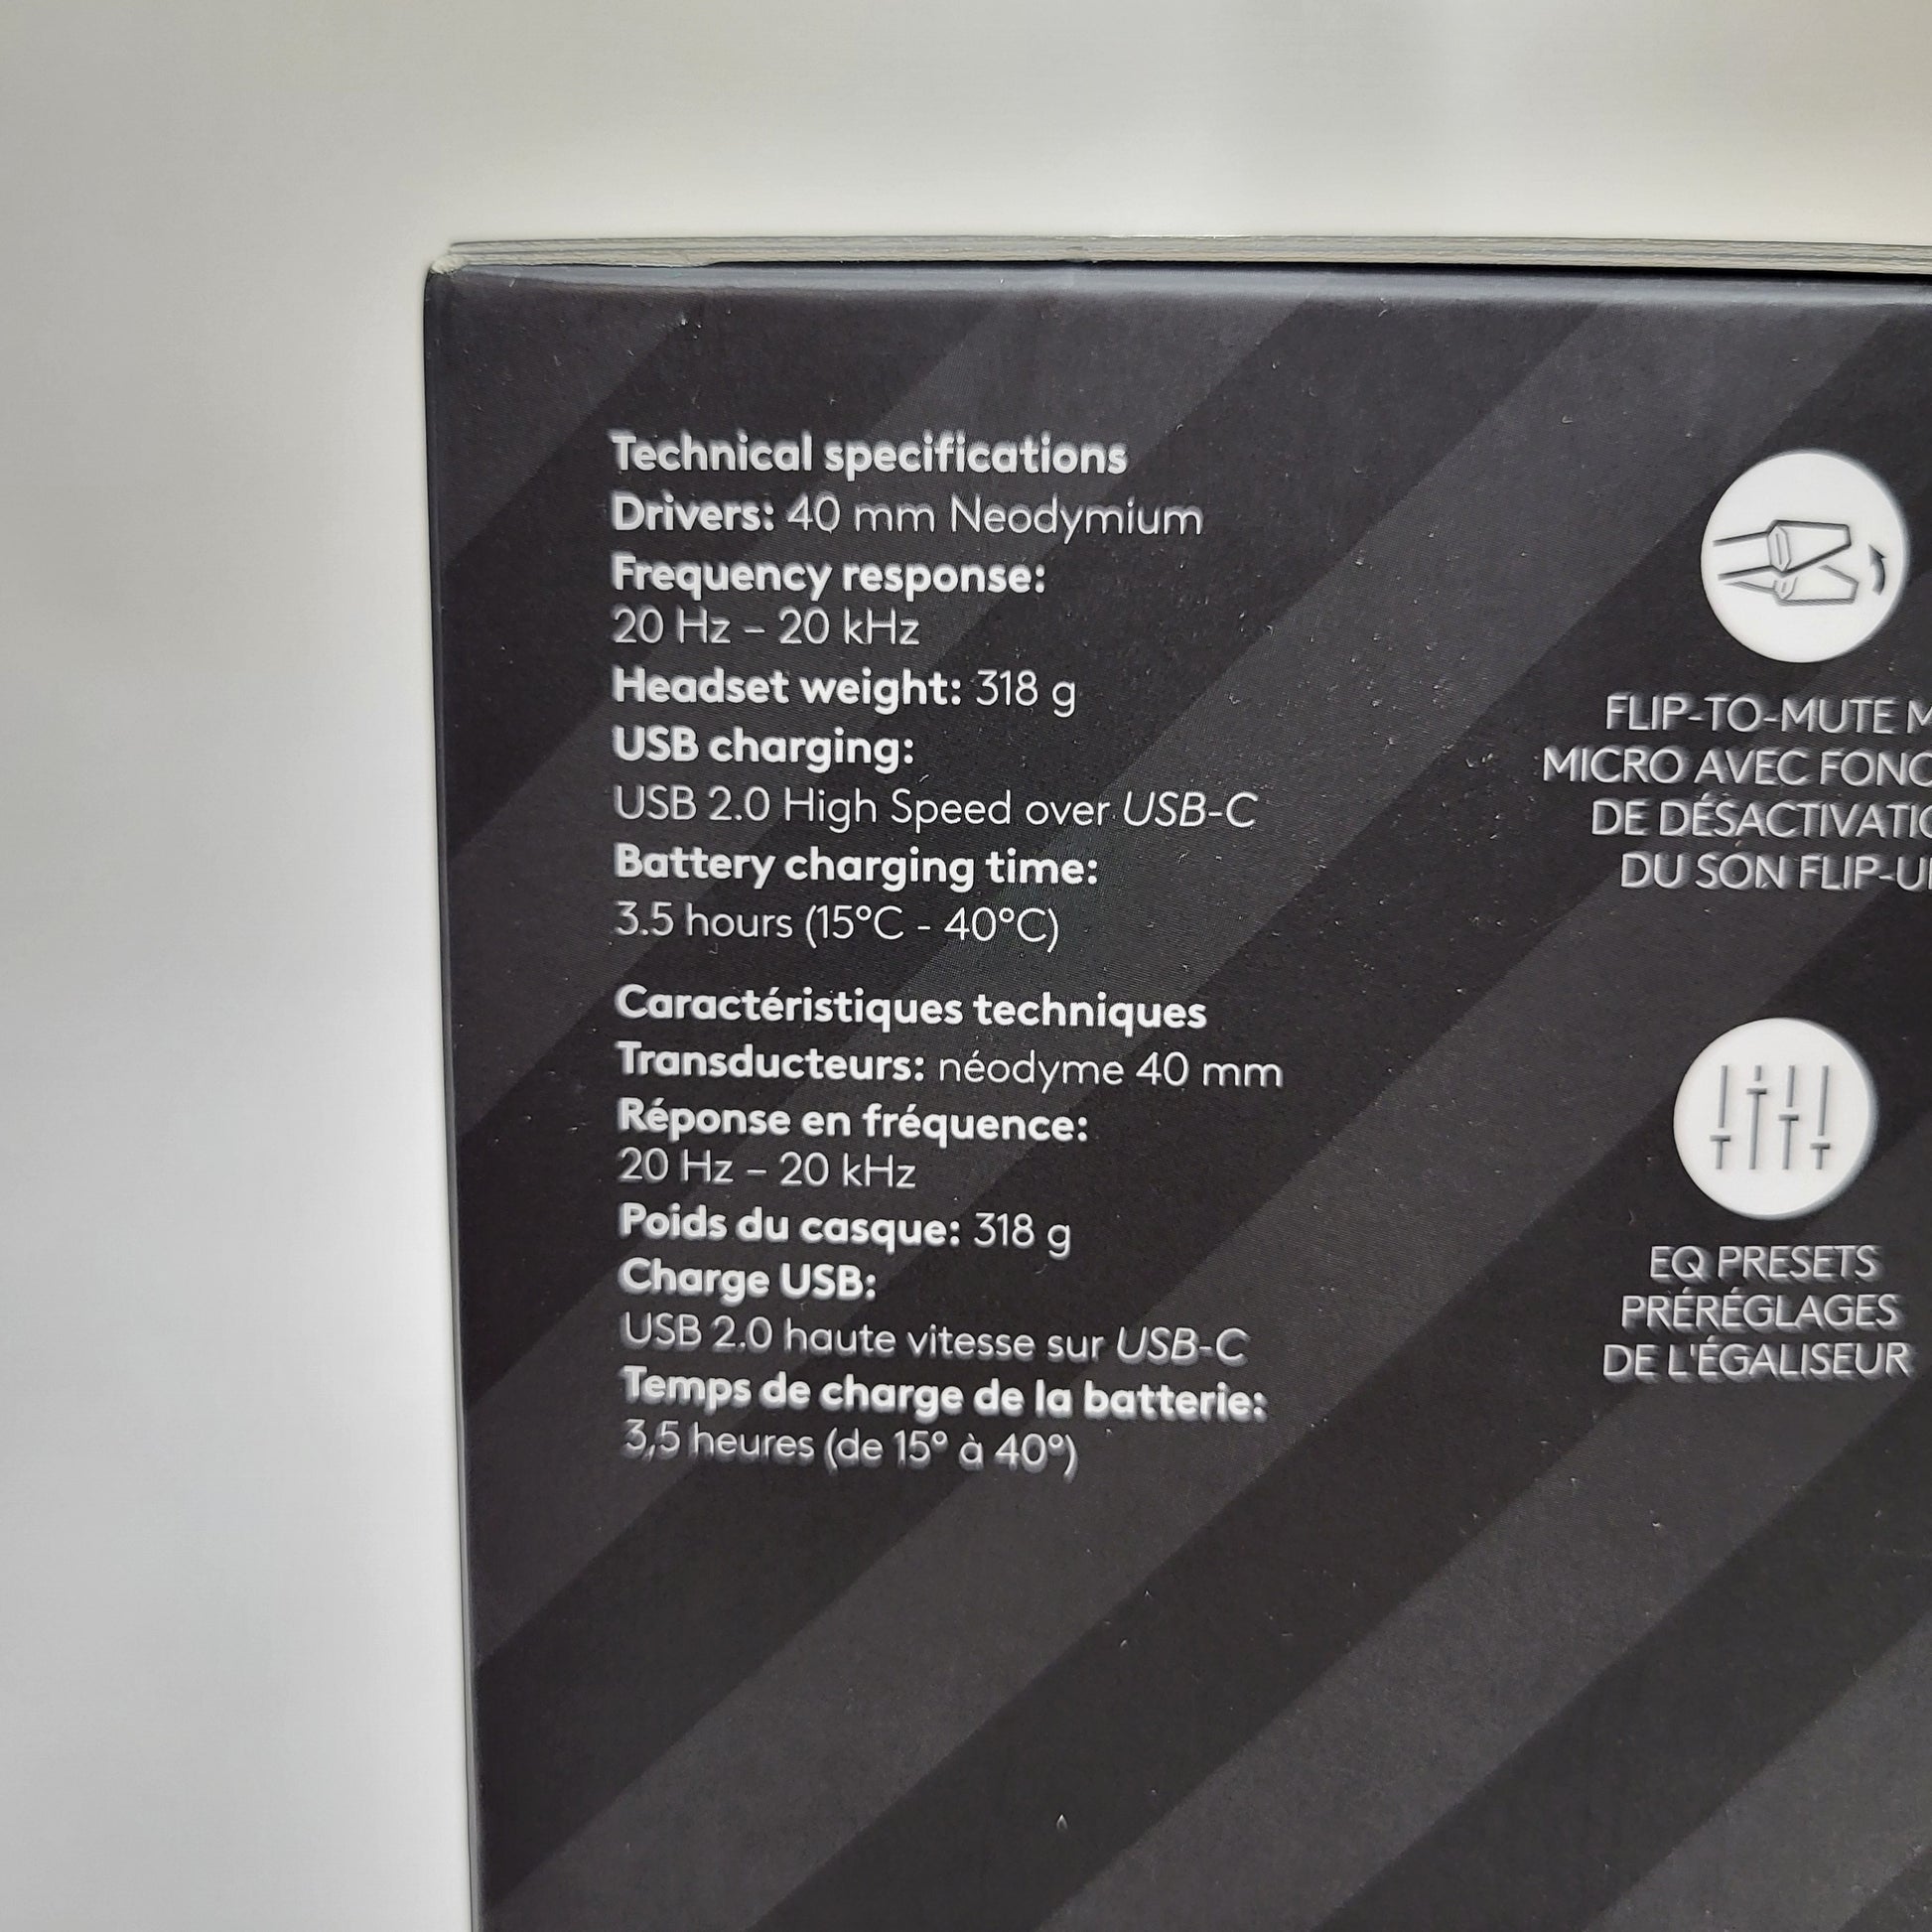 Technical specifications
Drivers: 40 mm Neodymium
Frequency response:
20 Hz – 20 kHz
Headset weight: 318 g
USB charging:
USB 2.0 High Speed over USB-C
Battery charging time:
3.5 hours (15°C - 40°C)
Caractéristiques techniques
Transducteurs: néodyme 40 mm
Réponse en fréquence:
20 Hz – 20 kHz
Poids du casque: 318 g
Charge USB:
USB 2.0 haute vitesse sur USB-C
Temps de charge de la batterie:
3,5 heures (de 15° à 40°)
FLIP-TO-MUTE
MICRO AVEC
DE
DU SON
EQ PRESETS
PRÉRÉGLAGES
DE L'ÉGALISEUR